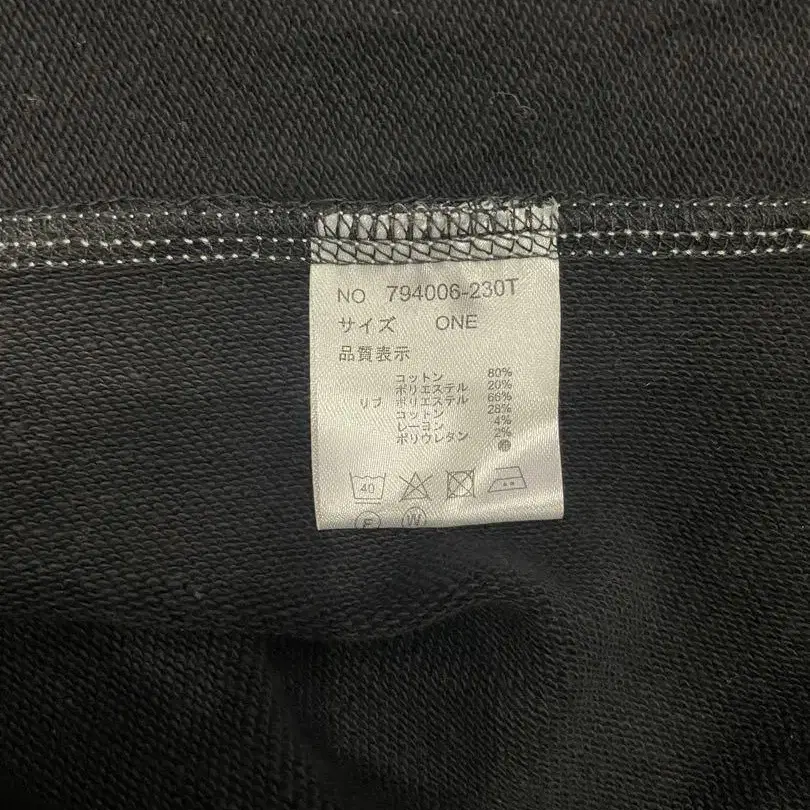 NO 794006-230T
サイズ ONE
品質表示
コットン 80%
ポリエステル 20%
リブ ポリエステル 66%
コットン 28%
レーヨン 4%
ポリウレタン 2%
40
F W